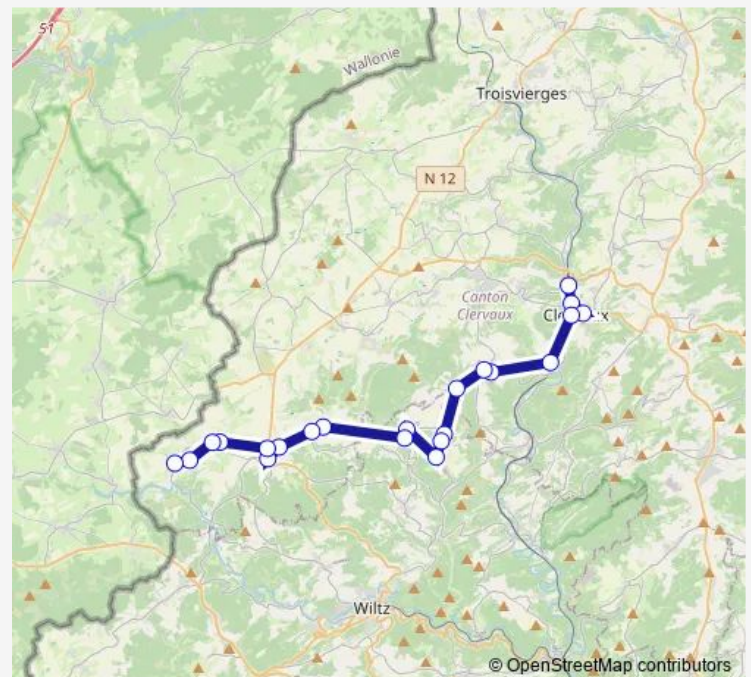 51
Wallonie
Troisvierges
N 12
Canton
Clervaux
Wiltz
© OpenStreetMap contributors